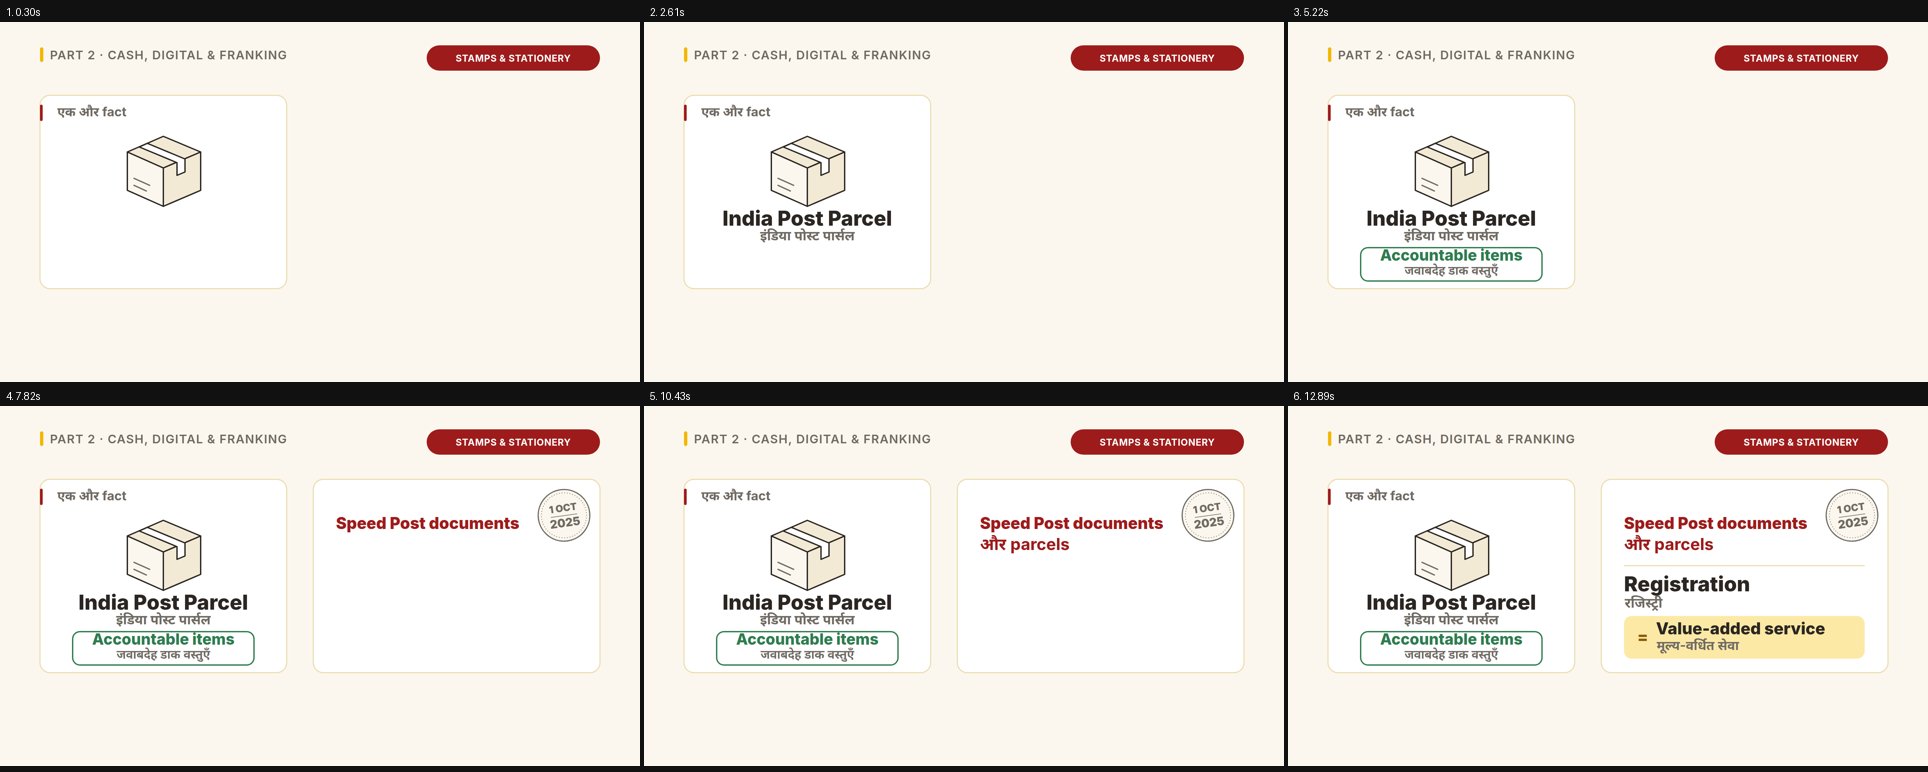 1. 0.30s
PART 2 · CASH, DIGITAL & FRANKING
STAMPS & STATIONERY
एक और fact
2. 2.61s
PART 2 · CASH, DIGITAL & FRANKING
STAMPS & STATIONERY
एक और fact
India Post Parcel
इंडिया पोस्ट पार्सल
3. 5.22s
PART 2 · CASH, DIGITAL & FRANKING
STAMPS & STATIONERY
एक और fact
India Post Parcel
इंडिया पोस्ट पार्सल
Accountable items
जवाबदेह डाक वस्तुएँ
4. 7.82s
PART 2 · CASH, DIGITAL & FRANKING
STAMPS & STATIONERY
एक और fact
India Post Parcel
इंडिया पोस्ट पार्सल
Accountable items
जवाबदेह डाक वस्तुएँ
Speed Post documents
1 OCT
2025
5. 10.43s
PART 2 · CASH, DIGITAL & FRANKING
STAMPS & STATIONERY
एक और fact
India Post Parcel
इंडिया पोस्ट पार्सल
Accountable items
जवाबदेह डाक वस्तुएँ
Speed Post documents
और parcels
1 OCT
2025
6. 12.89s
PART 2 · CASH, DIGITAL & FRANKING
STAMPS & STATIONERY
एक और fact
India Post Parcel
इंडिया पोस्ट पार्सल
Accountable items
जवाबदेह डाक वस्तुएँ
Speed Post documents
और parcels
1 OCT
2025
Registration
रजिस्ट्री
= Value-added service
मूल्य-वर्धित सेवा